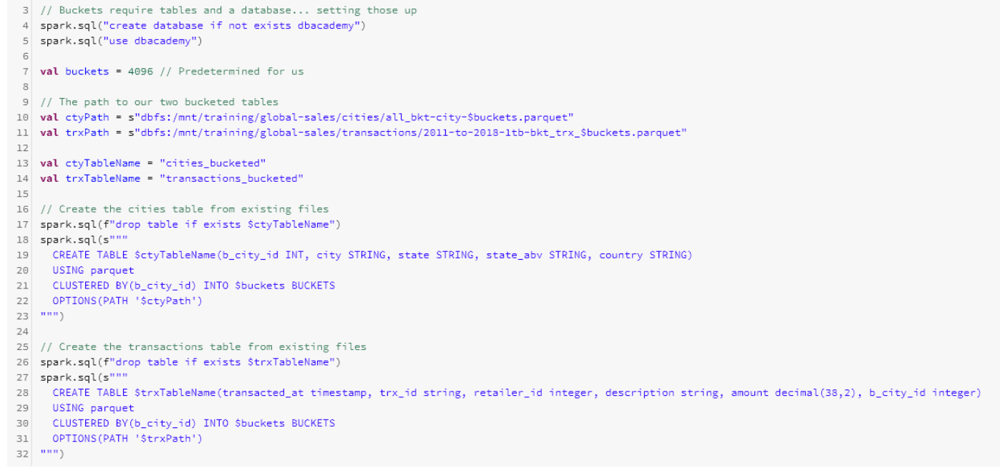 3 // Buckets require tables and a database... setting those up
4 spark.sql("create database if not exists dbacademy")
5 spark.sql("use dbacademy")
6
7 val buckets = 4096 // Predetermined for us
8
9 // The path to our two bucketed tables
10 val ctyPath = s"dbfs:/mnt/training/global-sales/cities/all_bkt-city-$buckets.parquet"
11 val trxPath = s"dbfs:/mnt/training/global-sales/transactions/2011-to-2018-1tb-bkt_trx_$buckets.parquet"
12
13 val ctyTableName = "cities_bucketed"
14 val trxTableName = "transactions_bucketed"
15
16 // Create the cities table from existing files
17 spark.sql(f"drop table if exists $ctyTableName")
18 spark.sql(s"""
19   CREATE TABLE $ctyTableName(b_city_id INT, city STRING, state STRING, state_abv STRING, country STRING)
20   USING parquet
21   CLUSTERED BY(b_city_id) INTO $buckets BUCKETS
22   OPTIONS(PATH '$ctyPath')
23 """)
24
25 // Create the transactions table from existing files
26 spark.sql(f"drop table if exists $trxTableName")
27 spark.sql(s"""
28   CREATE TABLE $trxTableName(transacted_at timestamp, trx_id string, retailer_id integer, description string, amount decimal(38,2), b_city_id integer)
29   USING parquet
30   CLUSTERED BY(b_city_id) INTO $buckets BUCKETS
31   OPTIONS(PATH '$trxPath')
32 """)